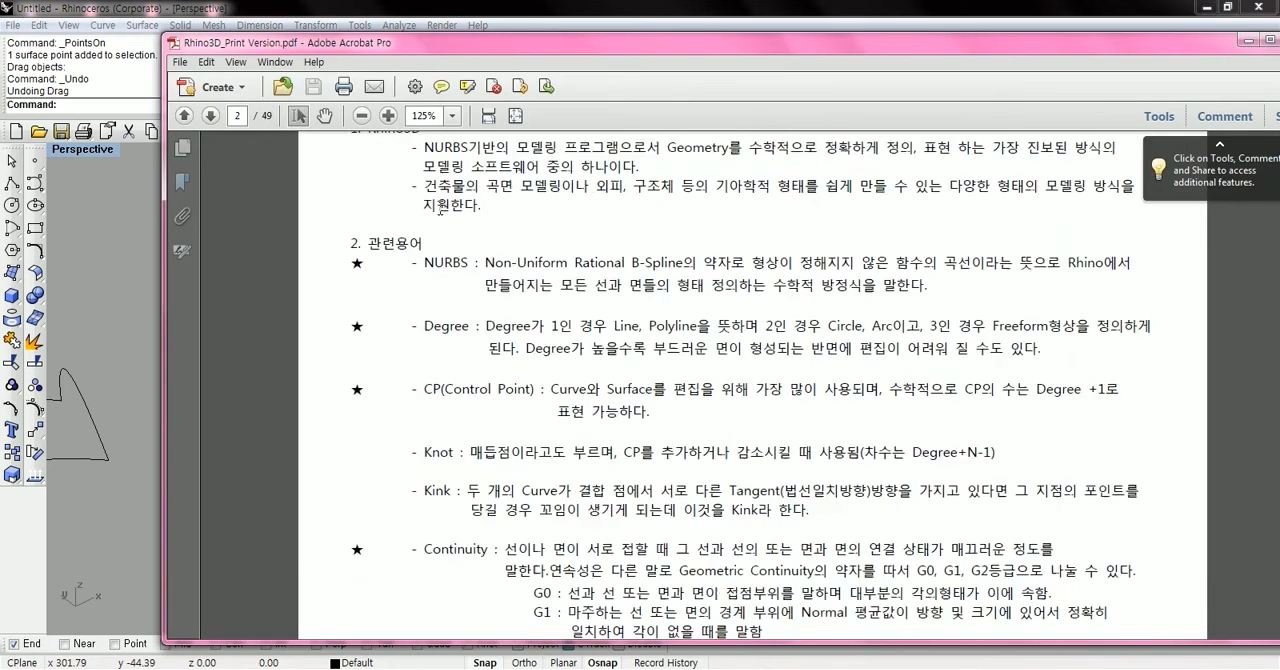 Untitled - Rhinoceros (Corporate) - [Perspective]
File Edit View Curve Surface Solid Mesh Dimension Transform Tools Analyze Render Help
Command: _PointsOn
1 surface point added to selection.
Drag objects:
Command: _Undo
Undoing Drag
Command:
Perspective
Rhino3D_Print Version.pdf - Adobe Acrobat Pro
File Edit View Window Help
Create
2 / 49 125% Tools Comment S
Click on Tools, Comment
and Share to access
additional features.
1. Rhino3D
- NURBS기반의 모델링 프로그램으로서 Geometry를 수학적으로 정확하게 정의, 표현 하는 가장 진보된 방식의
모델링 소프트웨어 중의 하나이다.
- 건축물의 곡면 모델링이나 외피, 구조체 등의 기아학적 형태를 쉽게 만들 수 있는 다양한 형태의 모델링 방식을
지원한다.
2. 관련용어
★ - NURBS : Non-Uniform Rational B-Spline의 약자로 형상이 정해지지 않은 함수의 곡선이라는 뜻으로 Rhino에서
만들어지는 모든 선과 면들의 형태 정의하는 수학적 방정식을 말한다.
★ - Degree : Degree가 1인 경우 Line, Polyline을 뜻하며 2인 경우 Circle, Arc이고, 3인 경우 Freeform형상을 정의하게
된다. Degree가 높을수록 부드러운 면이 형성되는 반면에 편집이 어려워 질 수도 있다.
★ - CP(Control Point) : Curve와 Surface를 편집을 위해 가장 많이 사용되며, 수학적으로 CP의 수는 Degree +1로
표현 가능하다.
- Knot : 매듭점이라고도 부르며, CP를 추가하거나 감소시킬 때 사용됨(차수는 Degree+N-1)
- Kink : 두 개의 Curve가 결합 점에서 서로 다른 Tangent(법선일치방향)방향을 가지고 있다면 그 지점의 포인트를
당길 경우 꼬임이 생기게 되는데 이것을 Kink라 한다.
★ - Continuity : 선이나 면이 서로 접할 때 그 선과 선의 또는 면과 면의 연결 상태가 매끄러운 정도를
말한다.연속성은 다른 말로 Geometric Continuity의 약자를 따서 G0, G1, G2등급으로 나눌 수 있다.
G0 : 선과 선 또는 면과 면이 접점부위를 말하며 대부분의 각의형태가 이에 속함.
G1 : 마주하는 선 또는 면의 경계 부위에 Normal 평균값이 방향 및 크기에 있어서 정확히
일치하여 각이 없을 때를 말함
z
x
End Near Point
CPlane x 301.79 y -44.39 z 0.00 0.00 Default Snap Ortho Planar Osnap Record History